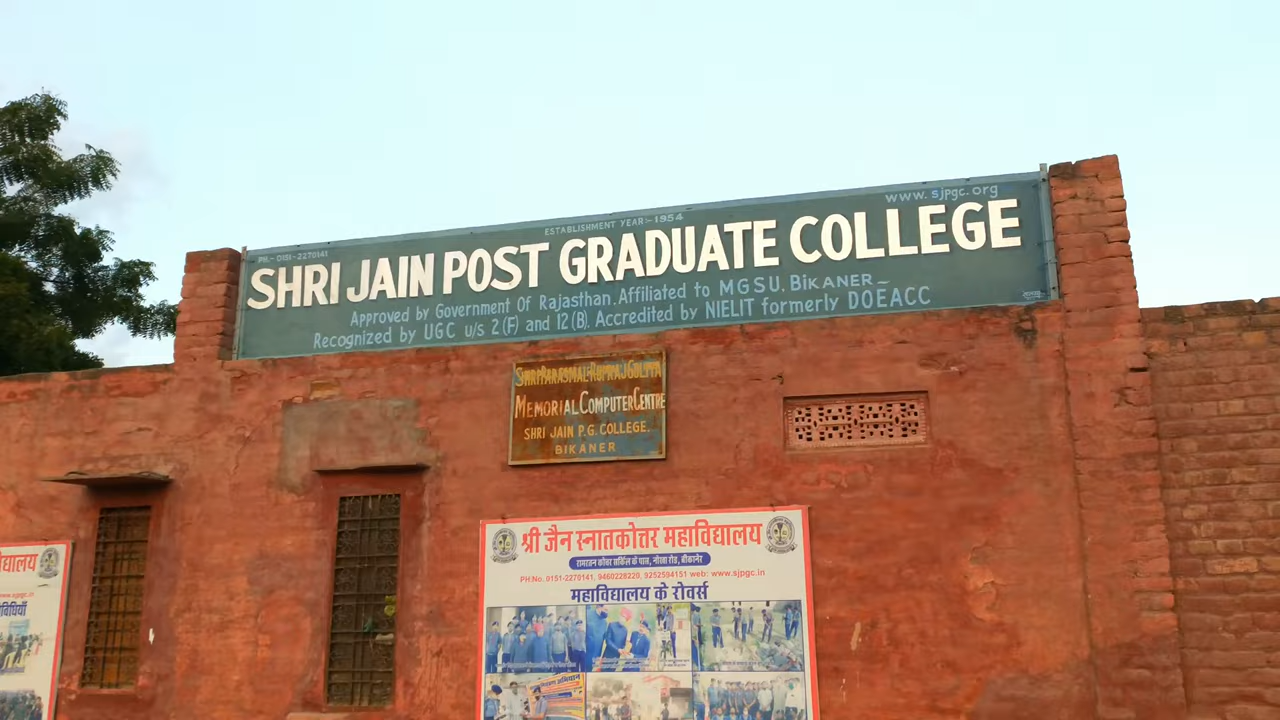 www.sjpgc.org
ESTABLISHMENT YEAR:-1954
PH.- 0151-2270141
SHRI JAIN POST GRADUATE COLLEGE
Approved by Government Of Rajasthan. Affiliated to MGSU. BIKANER
Recognized by UGC u/s 2(F) and 12(B). Accredited by NIELIT formerly DOEACC
MEMORIAL COMPUTER CENTRE
SHRI JAIN P.G. COLLEGE.
BIKANER
श्री जैन स्नातकोत्तर महाविद्यालय
रामरतन कोचर सर्किल के पास, नोखा रोड, बीकानेर
PH.No. 0151-2270141, 9460228220, 9252594151 web: www.sjpgc.in
महाविद्यालय के रोवर्स